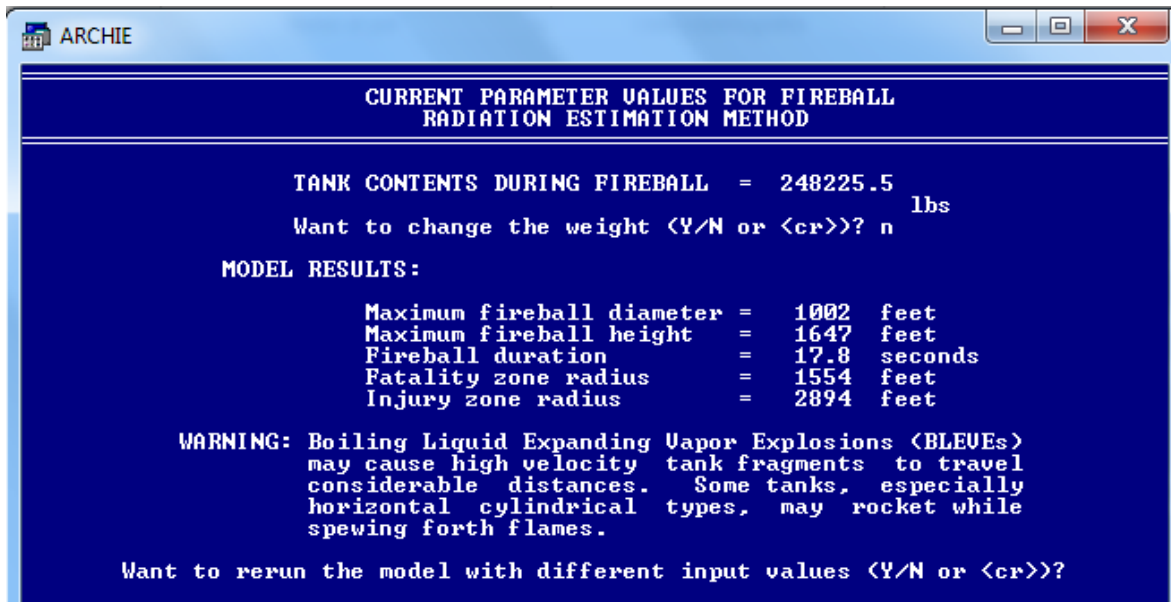 ARCHIE
CURRENT PARAMETER VALUES FOR FIREBALL
RADIATION ESTIMATION METHOD
TANK CONTENTS DURING FIREBALL = 248225.5
lbs
Want to change the weight (Y/N or <cr>)? n
MODEL RESULTS:
Maximum fireball diameter = 1002 feet
Maximum fireball height = 1647 feet
Fireball duration = 17.8 seconds
Fatality zone radius = 1554 feet
Injury zone radius = 2894 feet
WARNING: Boiling Liquid Expanding Vapor Explosions (BLEVEs)
may cause high velocity tank fragments to travel
considerable distances. Some tanks, especially
horizontal cylindrical types, may rocket while
spewing forth flames.
Want to rerun the model with different input values (Y/N or <cr>)?